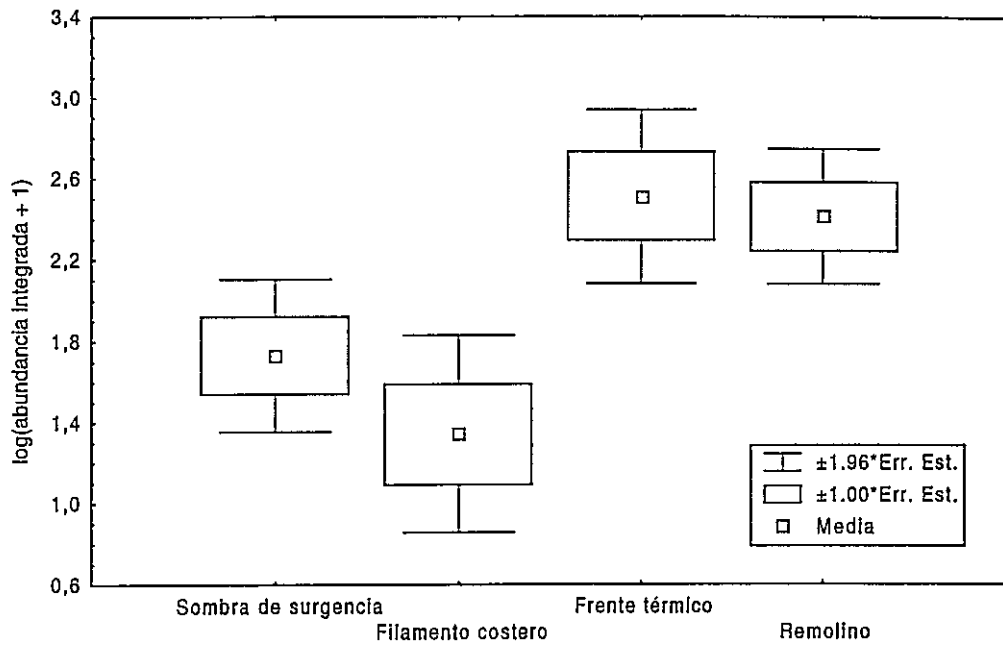 3,4
3,0
2,6
2,2
1,8
1,4
1,0
0,6
log(abundancia integrada + 1)
±1.96*Err. Est.
±1.00*Err. Est.
Media
Sombra de surgencia
Filamento costero
Frente térmico
Remolino